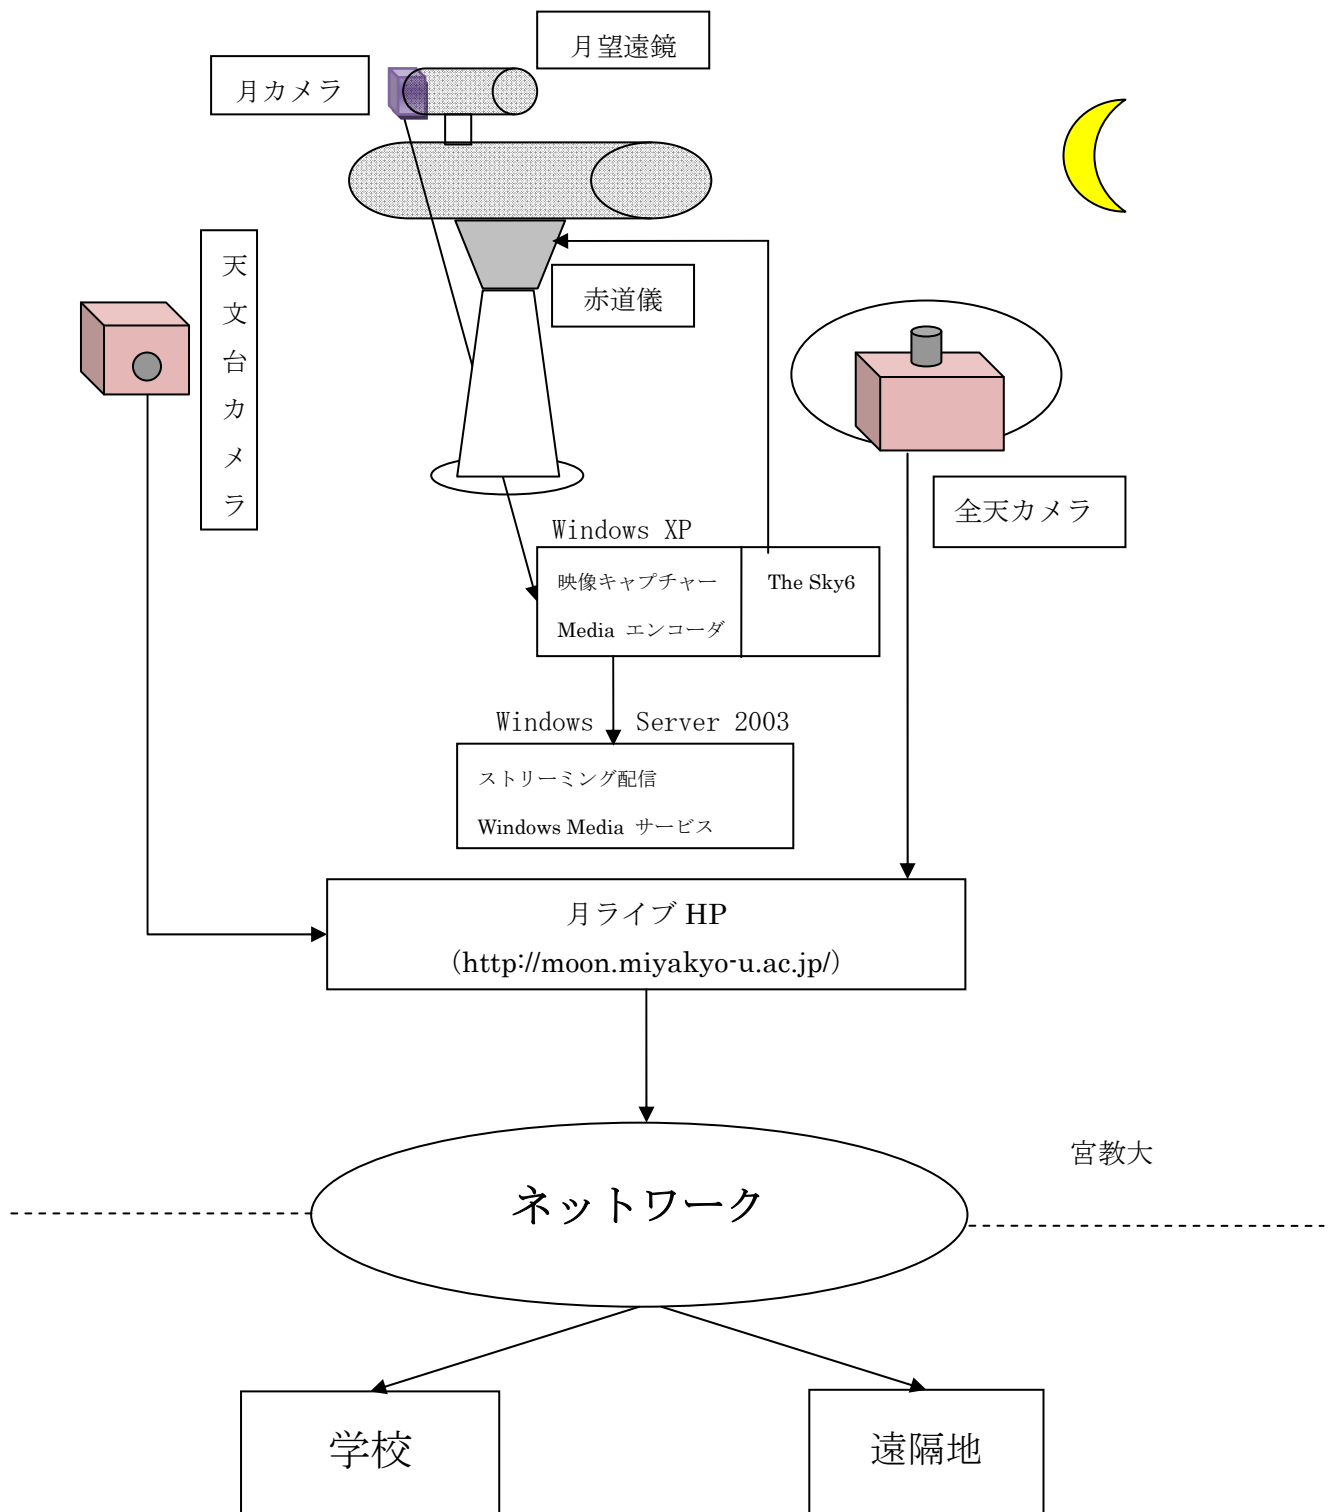 月望遠鏡
月カメラ
天文台カメラ
赤道儀
全天カメラ
Windows XP
映像キャプチャー
Media エンコーダ
The Sky6
Windows Server 2003
ストリーミング配信
Windows Media サービス
月ライブ HP
(http://moon.miyakyo-u.ac.jp/)
宮教大
ネットワーク
学校
遠隔地